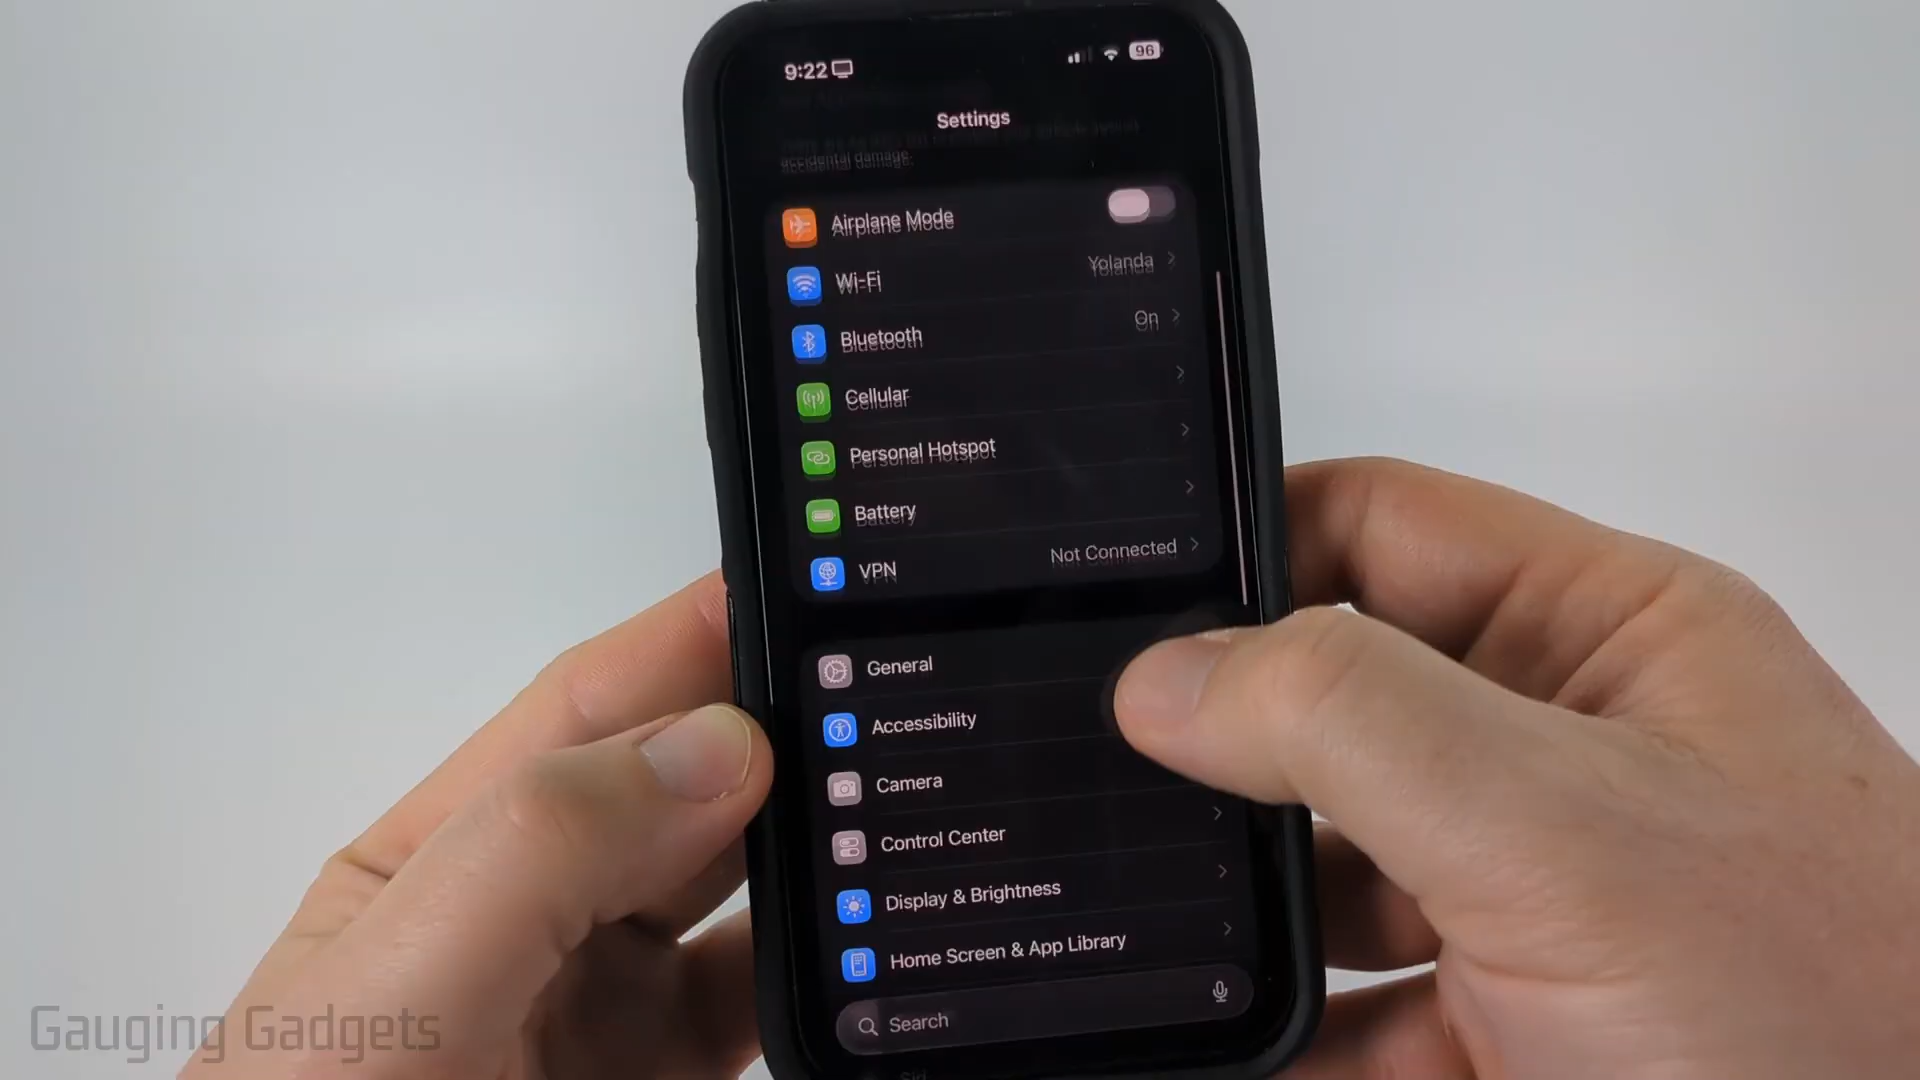 9:22
96
Settings
accidental damage.
Airplane Mode
Wi-Fi Yolanda
Bluetooth On
Cellular
Personal Hotspot
Battery
VPN Not Connected
General
Accessibility
Camera
Control Center
Display & Brightness
Home Screen & App Library
Search
Siri
Gauging Gadgets